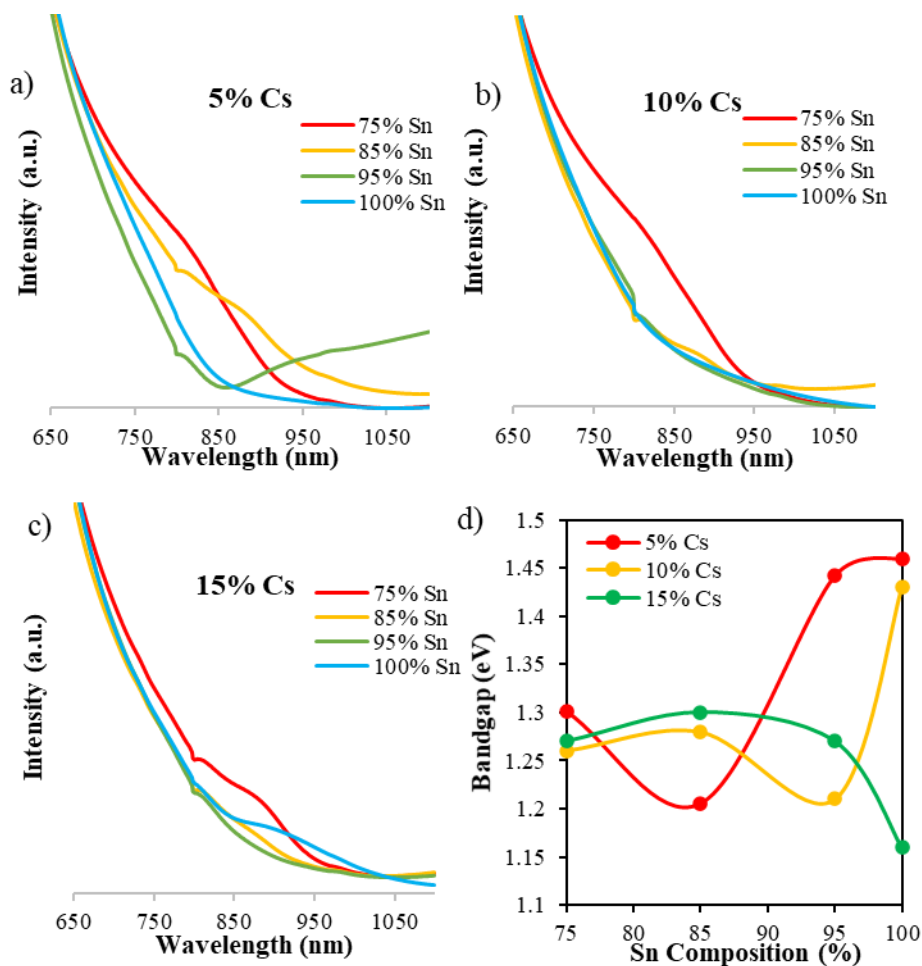 a)
5% Cs
75% Sn
85% Sn
95% Sn
100% Sn
Intensity (a.u.)
650 750 850 950 1050
Wavelength (nm)
b)
10% Cs
75% Sn
85% Sn
95% Sn
100% Sn
Intensity (a.u.)
650 750 850 950 1050
Wavelength (nm)
c)
15% Cs
75% Sn
85% Sn
95% Sn
100% Sn
Intensity (a.u.)
650 750 850 950 1050
Wavelength (nm)
d)
5% Cs
10% Cs
15% Cs
Bandgap (eV)
1.5
1.45
1.4
1.35
1.3
1.25
1.2
1.15
1.1
75 80 85 90 95 100
Sn Composition (%)